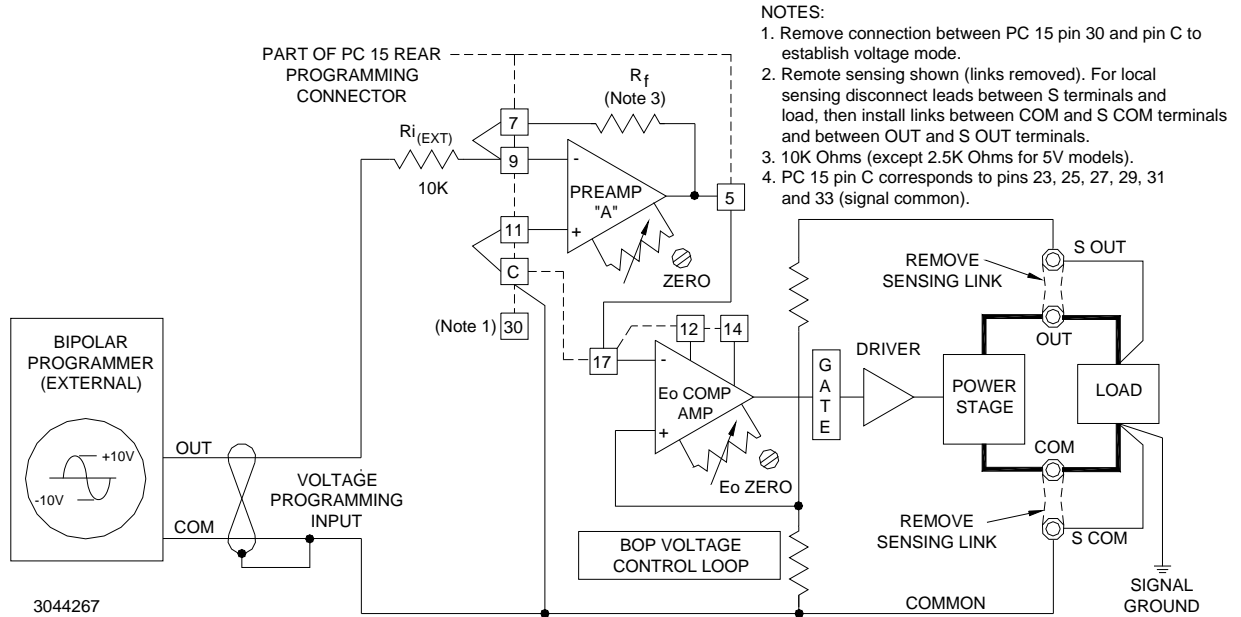 NOTES:
1. Remove connection between PC 15 pin 30 and pin C to
establish voltage mode.
2. Remote sensing shown (links removed). For local
sensing disconnect leads between S terminals and
load, then install links between COM and S COM terminals
and between OUT and S OUT terminals.
3. 10K Ohms (except 2.5K Ohms for 5V models).
4. PC 15 pin C corresponds to pins 23, 25, 27, 29, 31
and 33 (signal common).
PART OF PC 15 REAR
PROGRAMMING
CONNECTOR
Rf
(Note 3)
7
Ri(EXT)
10K
9
-
PREAMP
"A"
5
11
+
ZERO
C
(Note 1)
30
12
14
17
-
Eo COMP
AMP
+
Eo ZERO
GATE
DRIVER
POWER
STAGE
S OUT
REMOVE
SENSING LINK
OUT
LOAD
COM
REMOVE
SENSING LINK
S COM
BIPOLAR
PROGRAMMER
(EXTERNAL)
+10V
-10V
OUT
COM
VOLTAGE
PROGRAMMING
INPUT
BOP VOLTAGE
CONTROL LOOP
COMMON
SIGNAL
GROUND
3044267